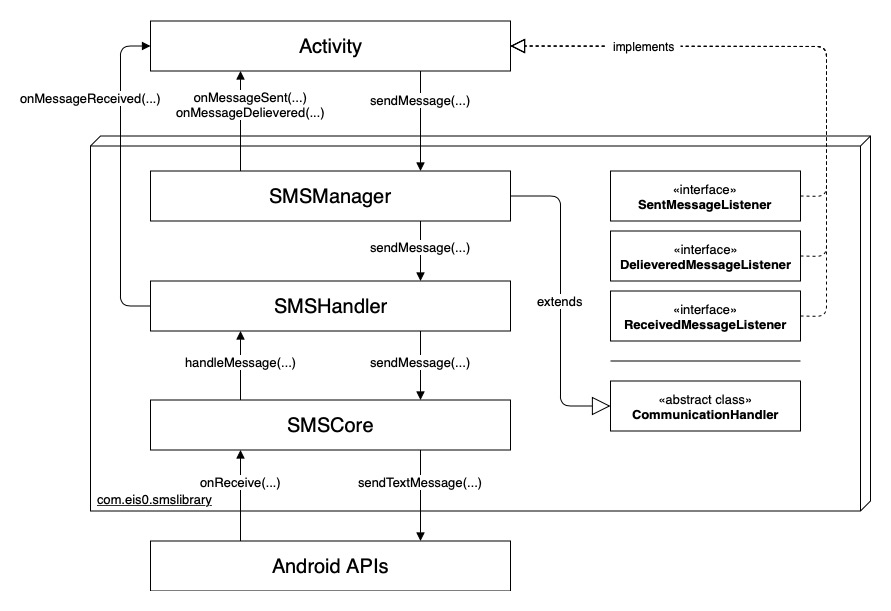 Activity
implements
onMessageReceived(...)
onMessageSent(...)
onMessageDelievered(...)
sendMessage(...)
SMSManager
«interface»
SentMessageListener
sendMessage(...)
«interface»
DelieveredMessageListener
SMSHandler
extends
«interface»
ReceivedMessageListener
handleMessage(...)
sendMessage(...)
«abstract class»
CommunicationHandler
SMSCore
onReceive(...)
sendTextMessage(...)
com.eis0.smslibrary
Android APIs